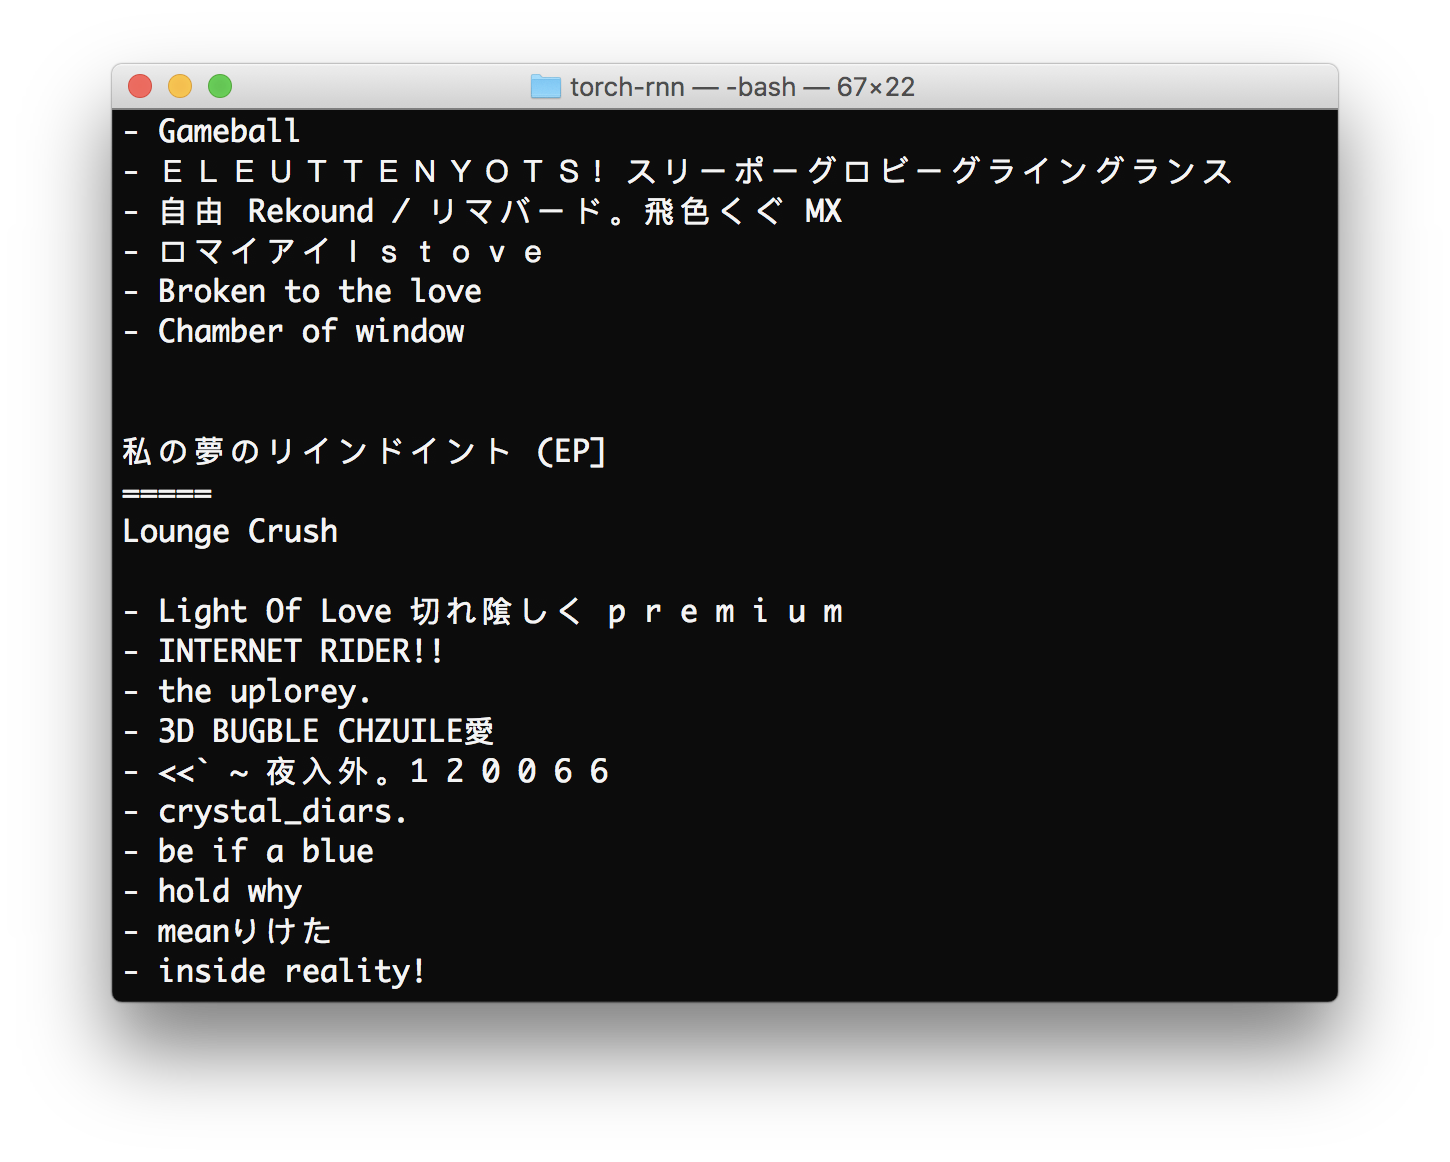 torch-rnn — -bash — 67×22
- Gameball
- ＥＬＥＵＴＴＥＮＹＯＴＳ！スリーポーグロビーグライングランス
- 自由 Rekound / リマバード。飛色くぐ MX
- ロマイアイＩｓｔｏｖｅ
- Broken to the love
- Chamber of window
私の夢のリインドイント (EP]
=====
Lounge Crush
- Light Of Love 切れ隂しく ｐｒｅｍｉｕｍ
- INTERNET RIDER!!
- the uplorey.
- 3D BUGBLE CHZUILE愛
- <<` ~ 夜入外。１２００６６
- crystal_diars.
- be if a blue
- hold why
- meanりけた
- inside reality!